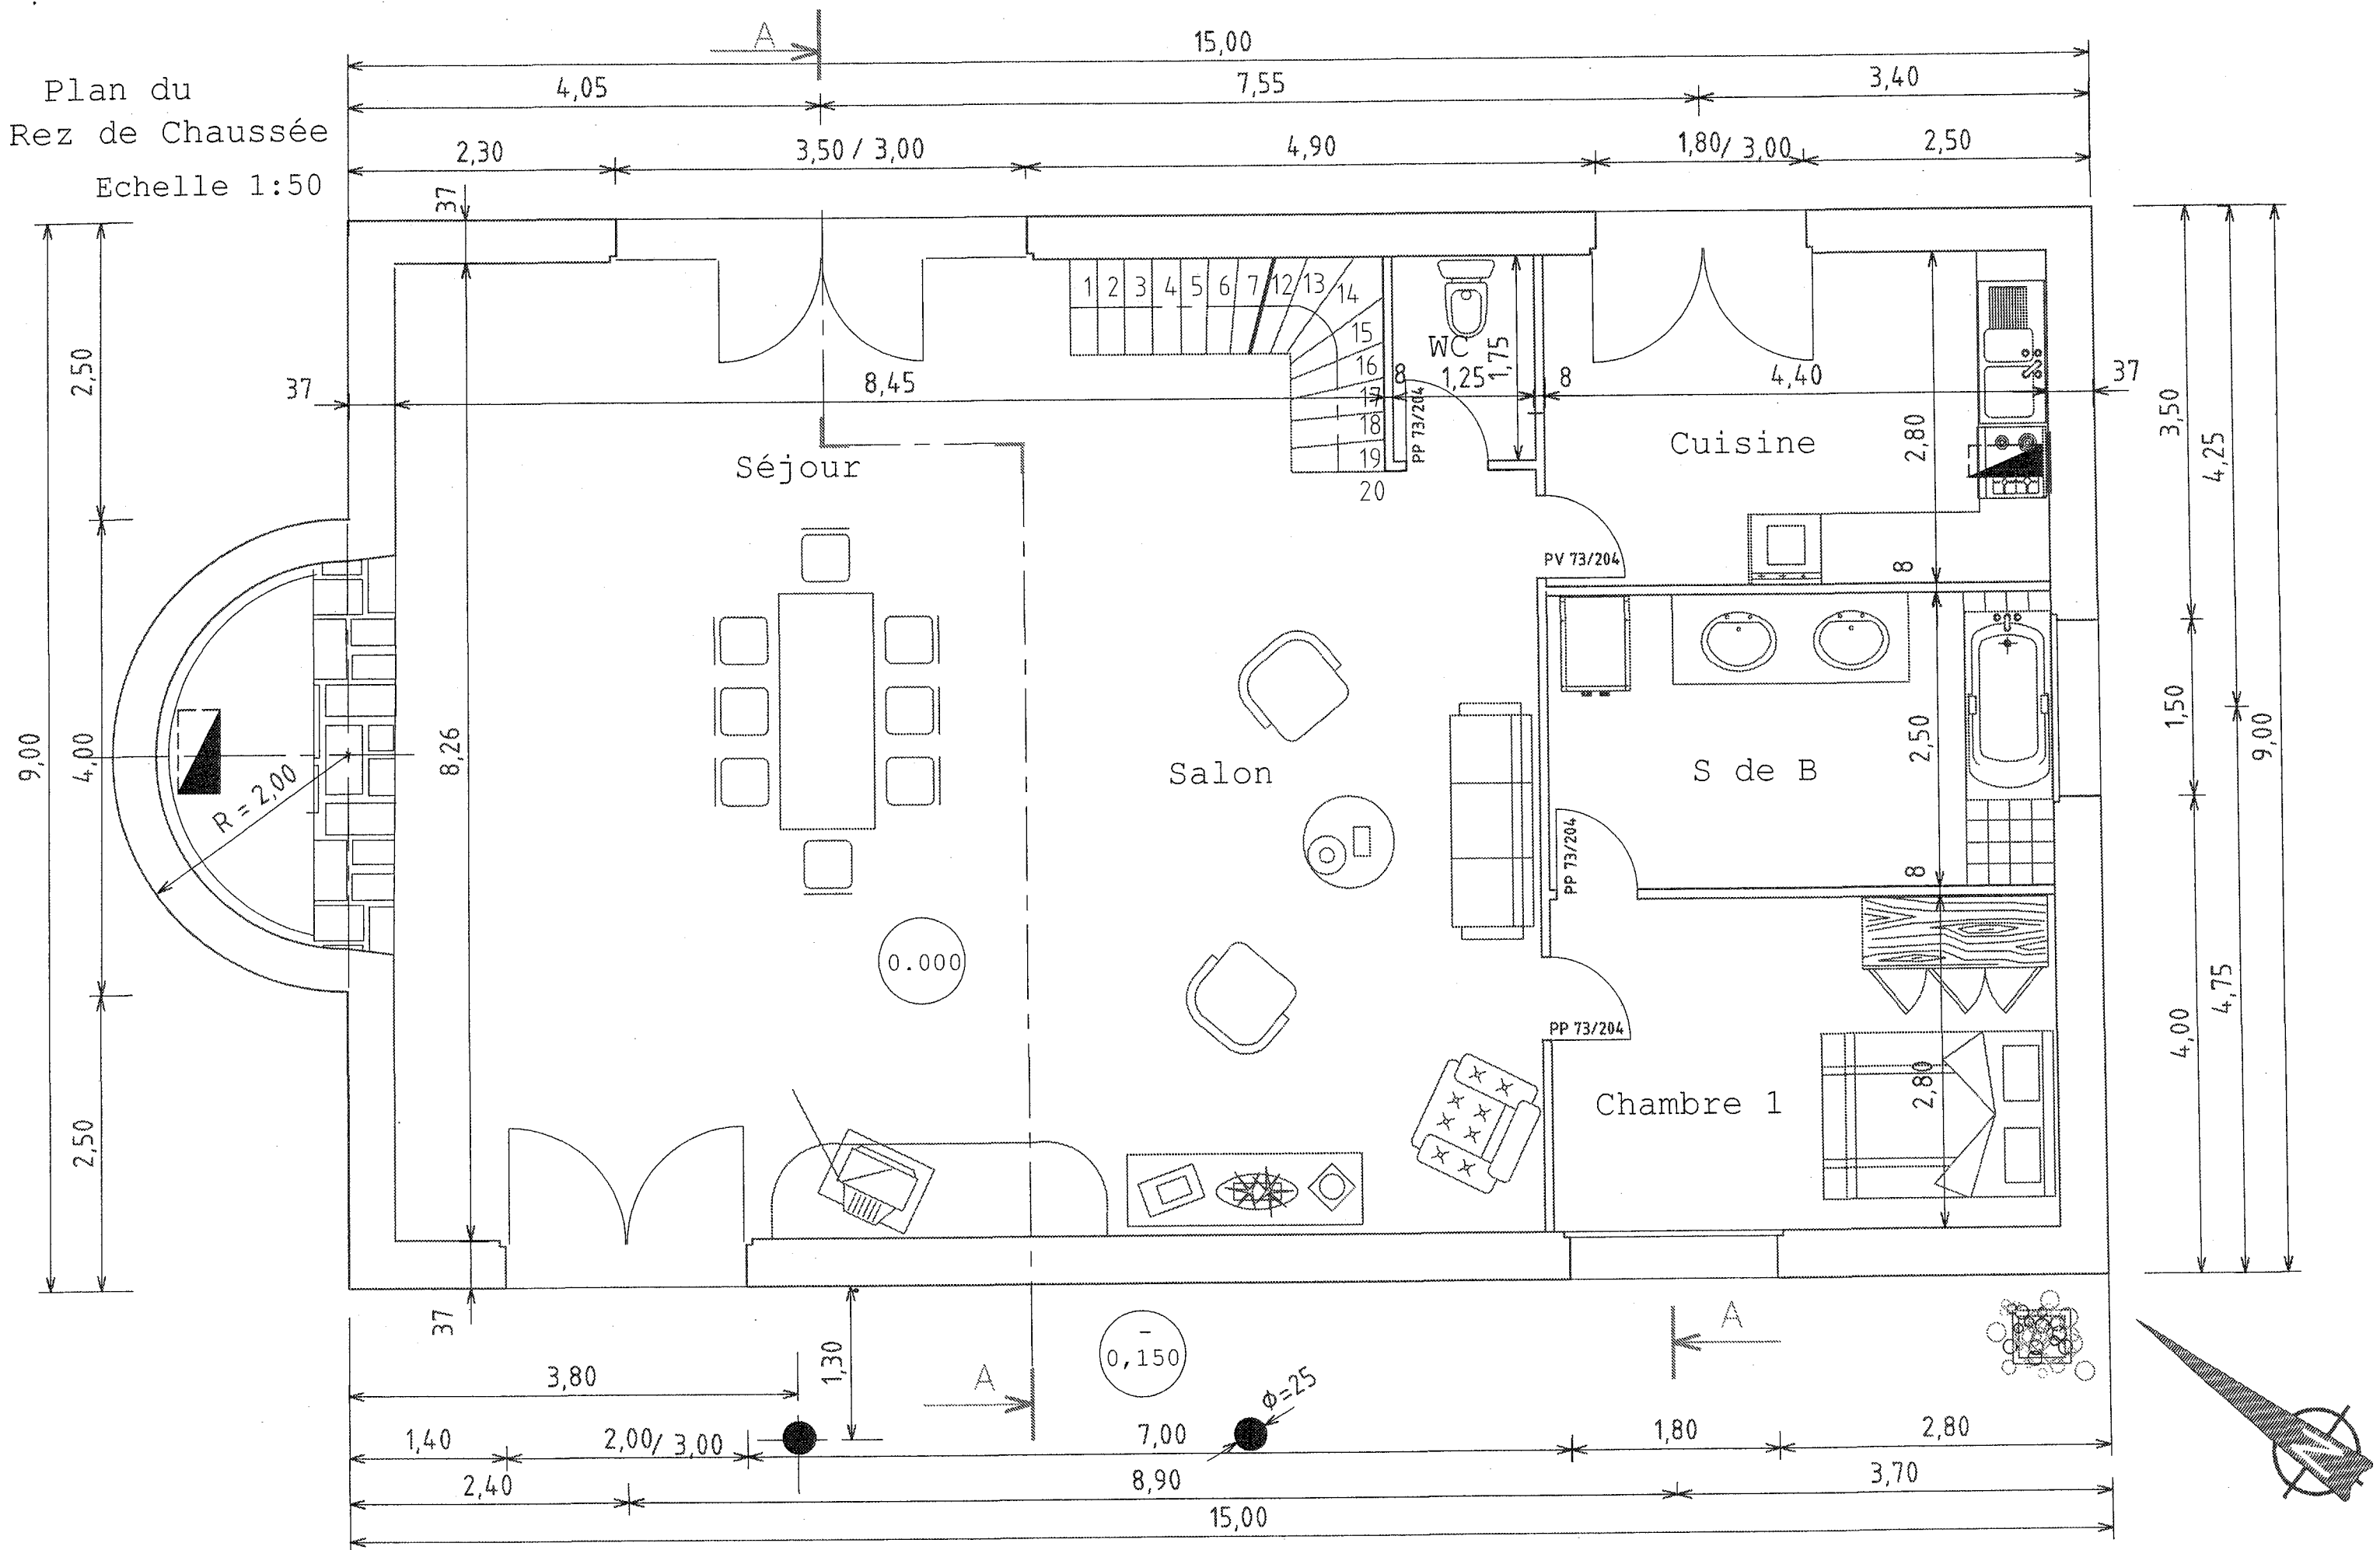 A
15,00
Plan du
Rez de Chaussée
Echelle 1:50
4,05
7,55
3,40
2,30
3,50 / 3,00
4,90
1,80/ 3,00
2,50
37
1 2 3 4 5 6 7 12 13 14
15
16
17
18
19
20
WC
1,75
8
1,25
8
4,40
37
37
8,45
PP 73/204
Séjour
Cuisine
2,80
2,50
3,50
4,25
PV 73/204
8
9,00
4,00
8,26
R = 2,00
Salon
S de B
2,50
1,50
9,00
PP 73/204
8
0.000
4,75
4,00
PP 73/204
2,50
Chambre 1
2,80
37
1,30
–
0,150
A
A
3,80
ϕ=25
1,40
2,00/ 3,00
7,00
1,80
2,80
2,40
8,90
3,70
15,00